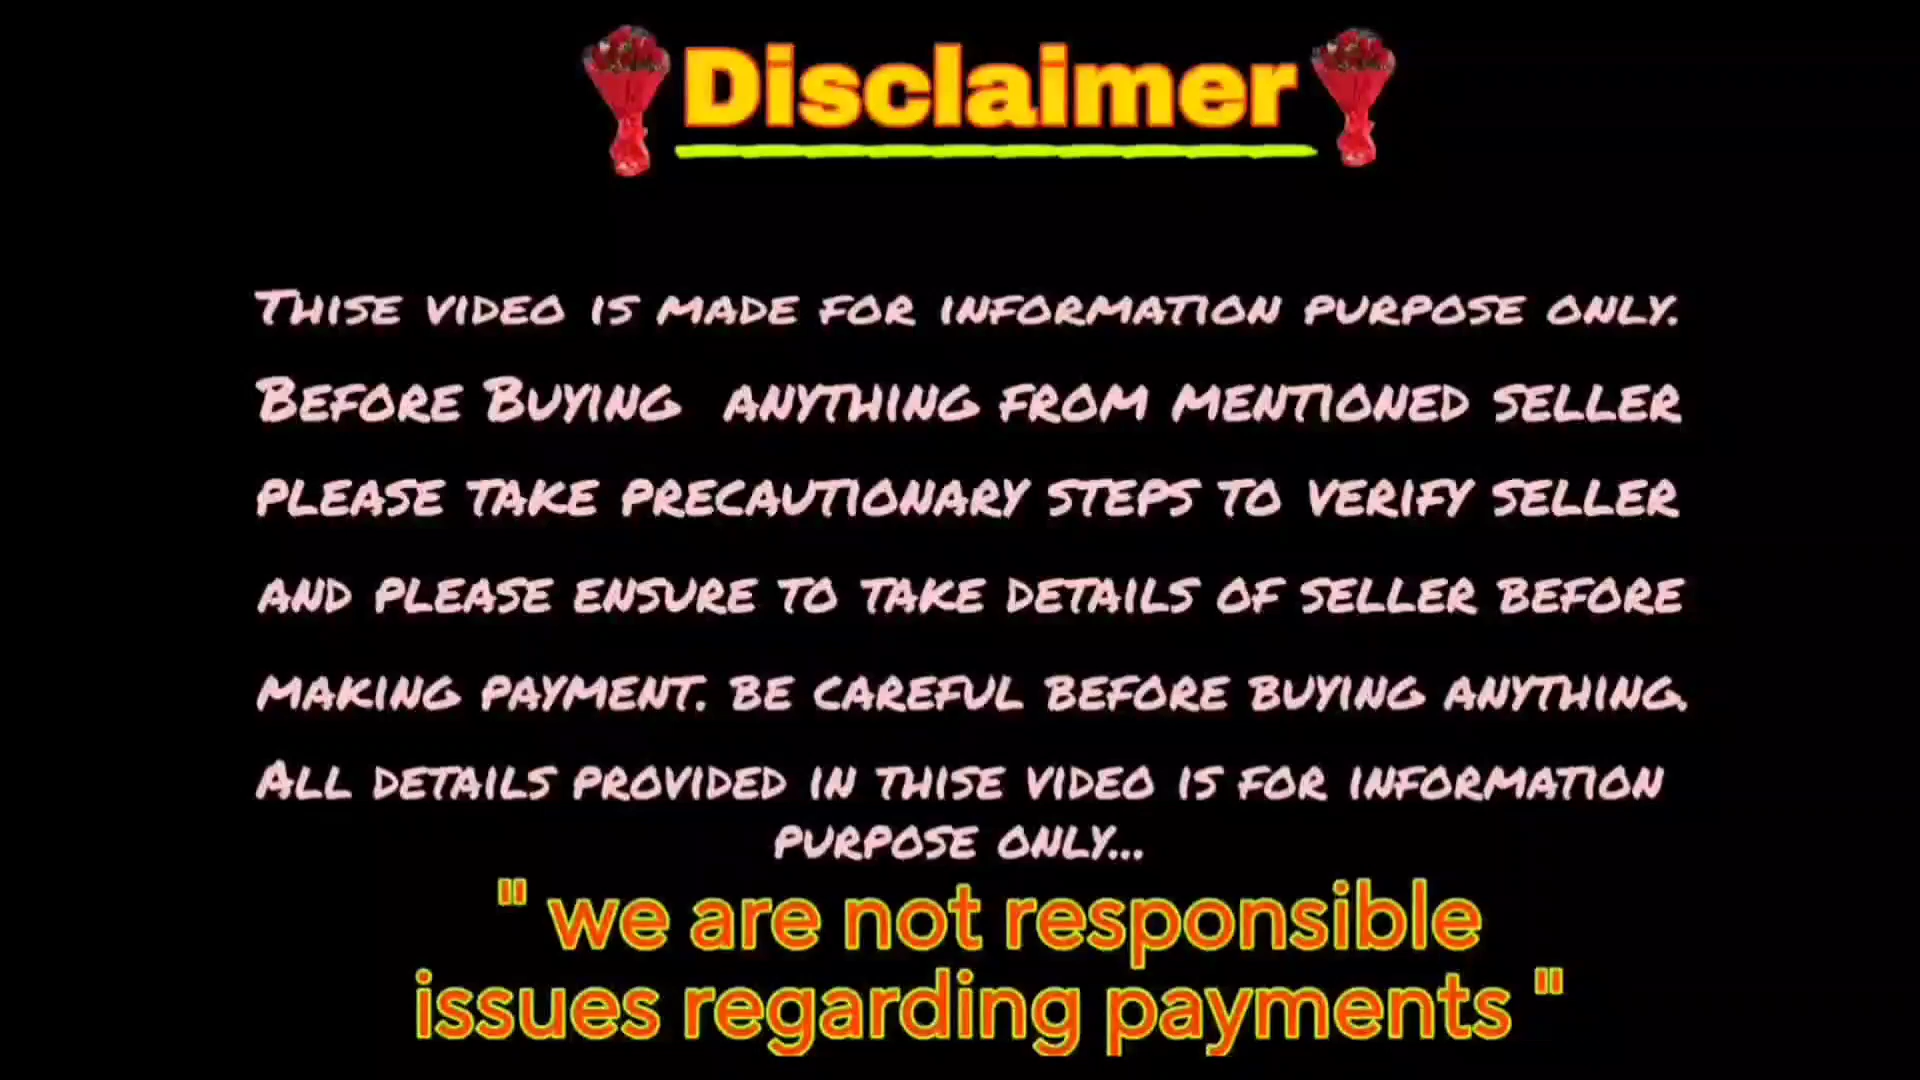 Disclaimer
Thise video is made for information purpose only.
Before Buying anything from mentioned seller
please take precautionary steps to verify seller
and please ensure to take details of seller before
making payment. be careful before buying anything.
All details provided in thise video is for information
purpose only...
" we are not responsible
issues regarding payments "